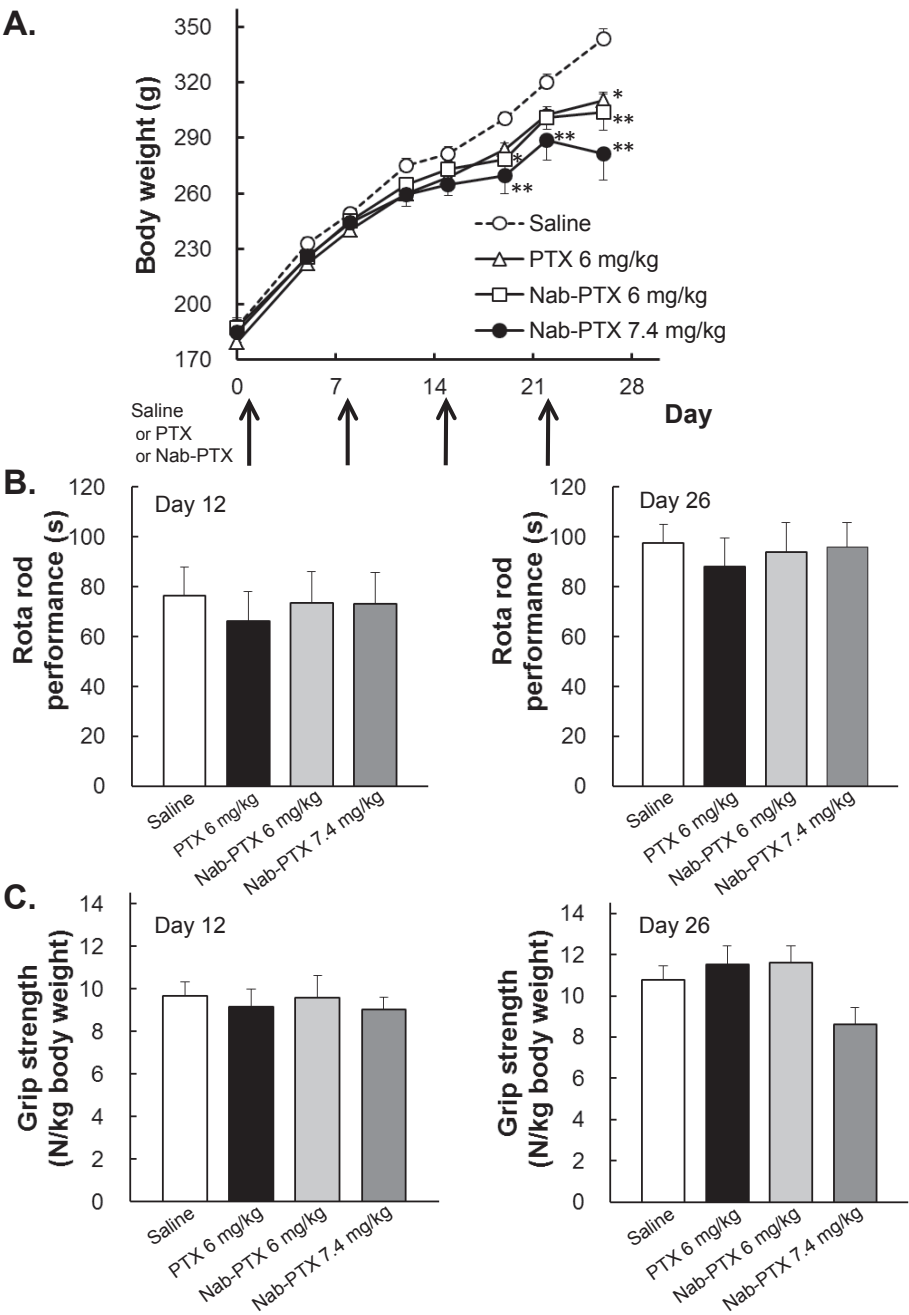 A.
Body weight (g)
350
320
290
260
230
200
170
*
**
*
**
**
**
Saline
PTX 6 mg/kg
Nab-PTX 6 mg/kg
Nab-PTX 7.4 mg/kg
0 7 14 21 28
Day
Saline
or PTX
or Nab-PTX
B.
Rota rod
performance (s)
120
100
80
60
40
20
0
Day 12
Saline
PTX 6 mg/kg
Nab-PTX 6 mg/kg
Nab-PTX 7.4 mg/kg
Rota rod
performance (s)
120
100
80
60
40
20
0
Day 26
Saline
PTX 6 mg/kg
Nab-PTX 6 mg/kg
Nab-PTX 7.4 mg/kg
C.
Grip strength
(N/kg body weight)
14
12
10
8
6
4
2
0
Day 12
Saline
PTX 6 mg/kg
Nab-PTX 6 mg/kg
Nab-PTX 7.4 mg/kg
Grip strength
(N/kg body weight)
14
12
10
8
6
4
2
0
Day 26
Saline
PTX 6 mg/kg
Nab-PTX 6 mg/kg
Nab-PTX 7.4 mg/kg